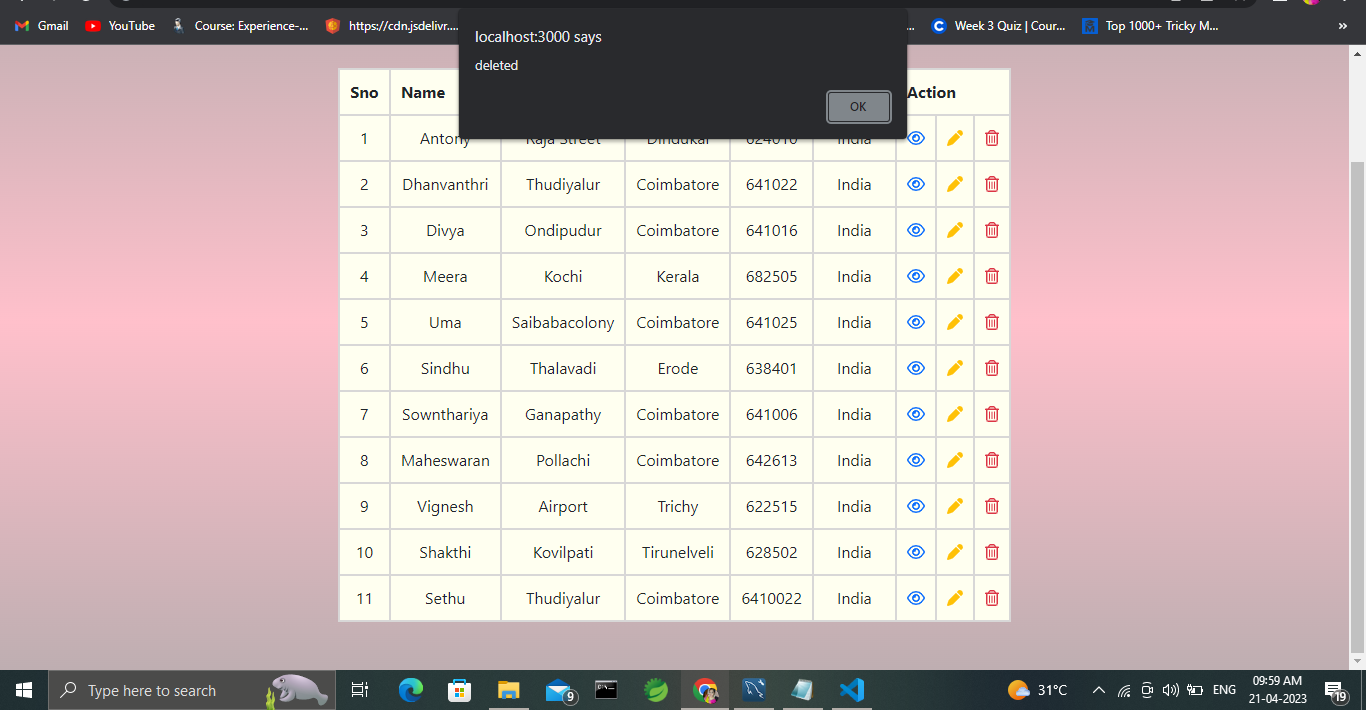 Gmail YouTube Course: Experience-... https://cdn.jsdelivr.... ... Week 3 Quiz | Cour... Top 1000+ Tricky M... »
localhost:3000 says
deleted
OK
Sno Name Action
1 Antony Raja Street Dindukal 624010 India
2 Dhanvanthri Thudiyalur Coimbatore 641022 India
3 Divya Ondipudur Coimbatore 641016 India
4 Meera Kochi Kerala 682505 India
5 Uma Saibabacolony Coimbatore 641025 India
6 Sindhu Thalavadi Erode 638401 India
7 Sownthariya Ganapathy Coimbatore 641006 India
8 Maheswaran Pollachi Coimbatore 642613 India
9 Vignesh Airport Trichy 622515 India
10 Shakthi Kovilpati Tirunelveli 628502 India
11 Sethu Thudiyalur Coimbatore 6410022 India
Type here to search 9 31°C ENG 09:59 AM
21-04-2023 19